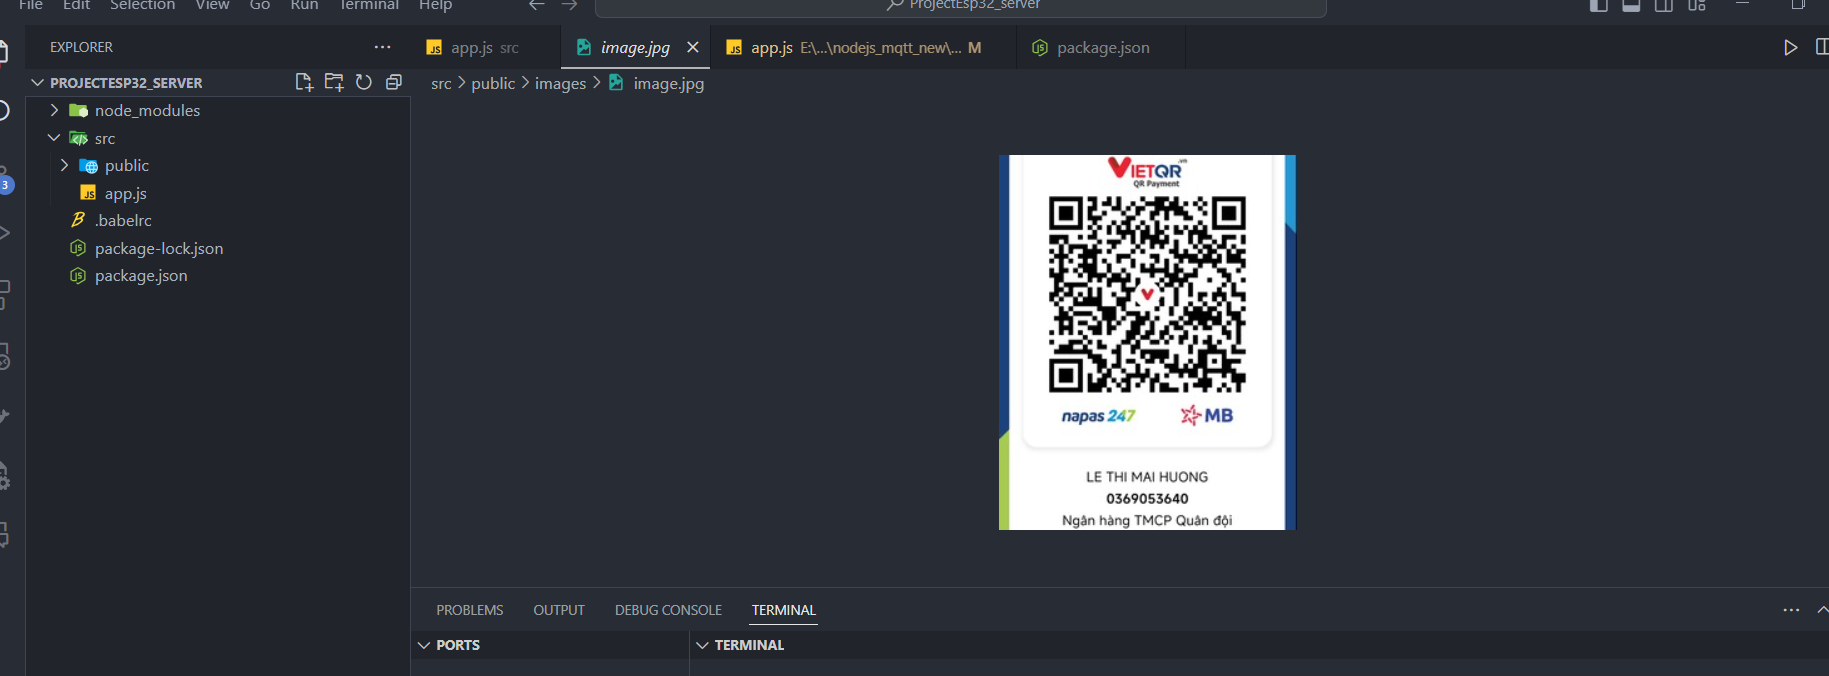 File Edit Selection View Go Run Terminal Help
ProjectEsp32_server
EXPLORER
app.js src
image.jpg
app.js E:\...\nodejs_mqtt_new\... M
package.json
PROJECTESP32_SERVER
src > public > images > image.jpg
node_modules
src
public
app.js
.babelrc
package-lock.json
package.json
3
VIETQR.vn
QR Payment
napas 247
MB
LE THI MAI HUONG
0369053640
Ngân hàng TMCP Quân đội
PROBLEMS OUTPUT DEBUG CONSOLE TERMINAL
PORTS
TERMINAL